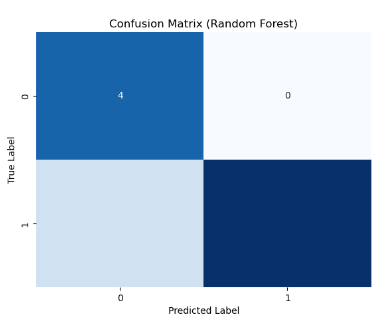 Confusion Matrix (Random Forest)
0
4
0
True Label
1
0
1
Predicted Label